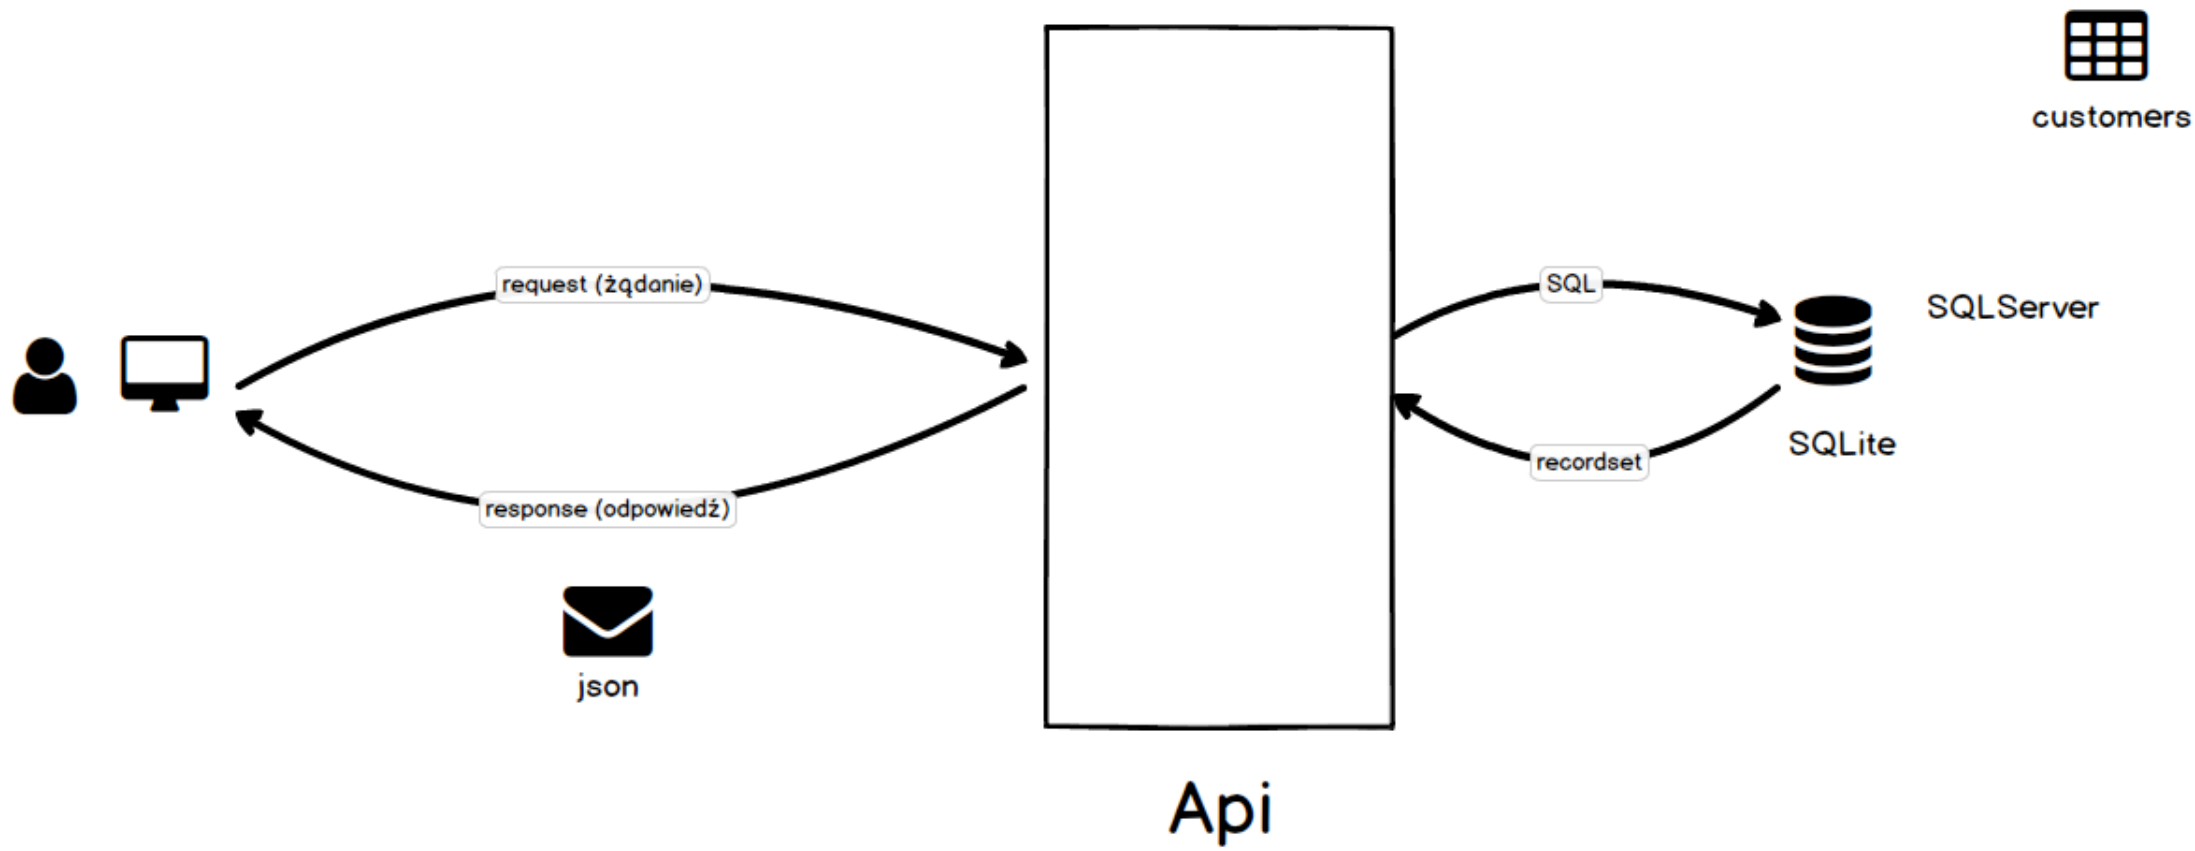 customers
request (żądanie)
SQL
SQLServer
SQLite
recordset
response (odpowiedź)
json
Api